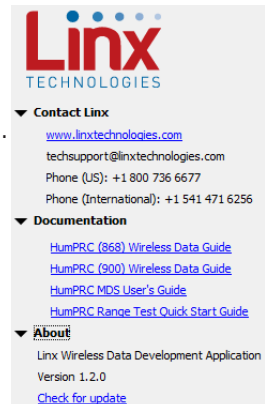 Linx
TECHNOLOGIES
Contact Linx
www.linxtechnologies.com
techsupport@linxtechnologies.com
Phone (US): +1 800 736 6677
Phone (International): +1 541 471 6256
Documentation
HumPRC (868) Wireless Data Guide
HumPRC (900) Wireless Data Guide
HumPRC MDS User's Guide
HumPRC Range Test Quick Start Guide
About
Linx Wireless Data Development Application
Version 1.2.0
Check for update